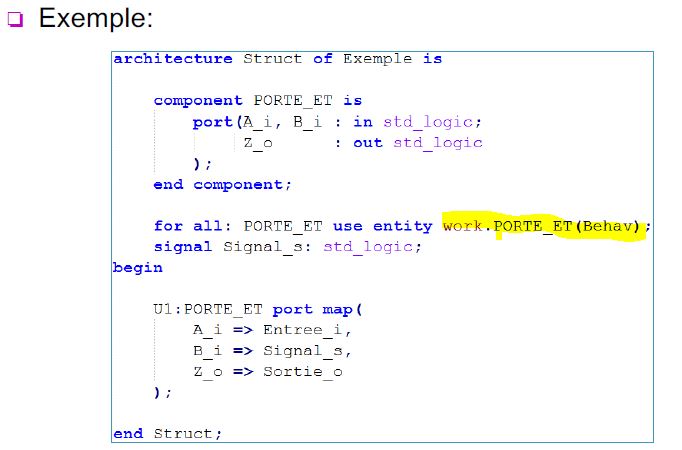 Exemple:
architecture Struct of Exemple is
component PORTE_ET is
port(A_i, B_i : in std_logic;
Z_o : out std_logic
);
end component;
for all: PORTE_ET use entity work.PORTE_ET(Behav);
signal Signal_s: std_logic;
begin
U1:PORTE_ET port map(
A_i => Entree_i,
B_i => Signal_s,
Z_o => Sortie_o
);
end Struct;